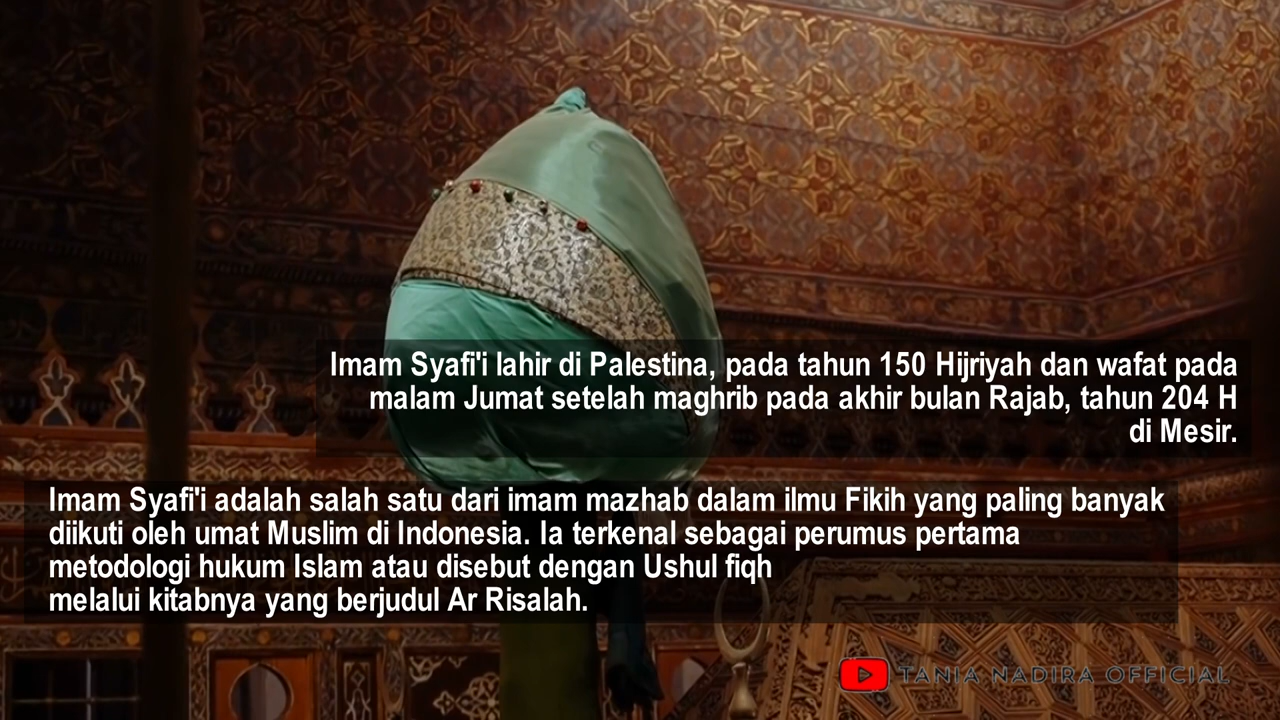 Imam Syafi'i lahir di Palestina, pada tahun 150 Hijriyah dan wafat pada
malam Jumat setelah maghrib pada akhir bulan Rajab, tahun 204 H
di Mesir.
Imam Syafi'i adalah salah satu dari imam mazhab dalam ilmu Fikih yang paling banyak
diikuti oleh umat Muslim di Indonesia. Ia terkenal sebagai perumus pertama
metodologi hukum Islam atau disebut dengan Ushul fiqh
melalui kitabnya yang berjudul Ar Risalah.
TANIA NADIRA OFFICIAL